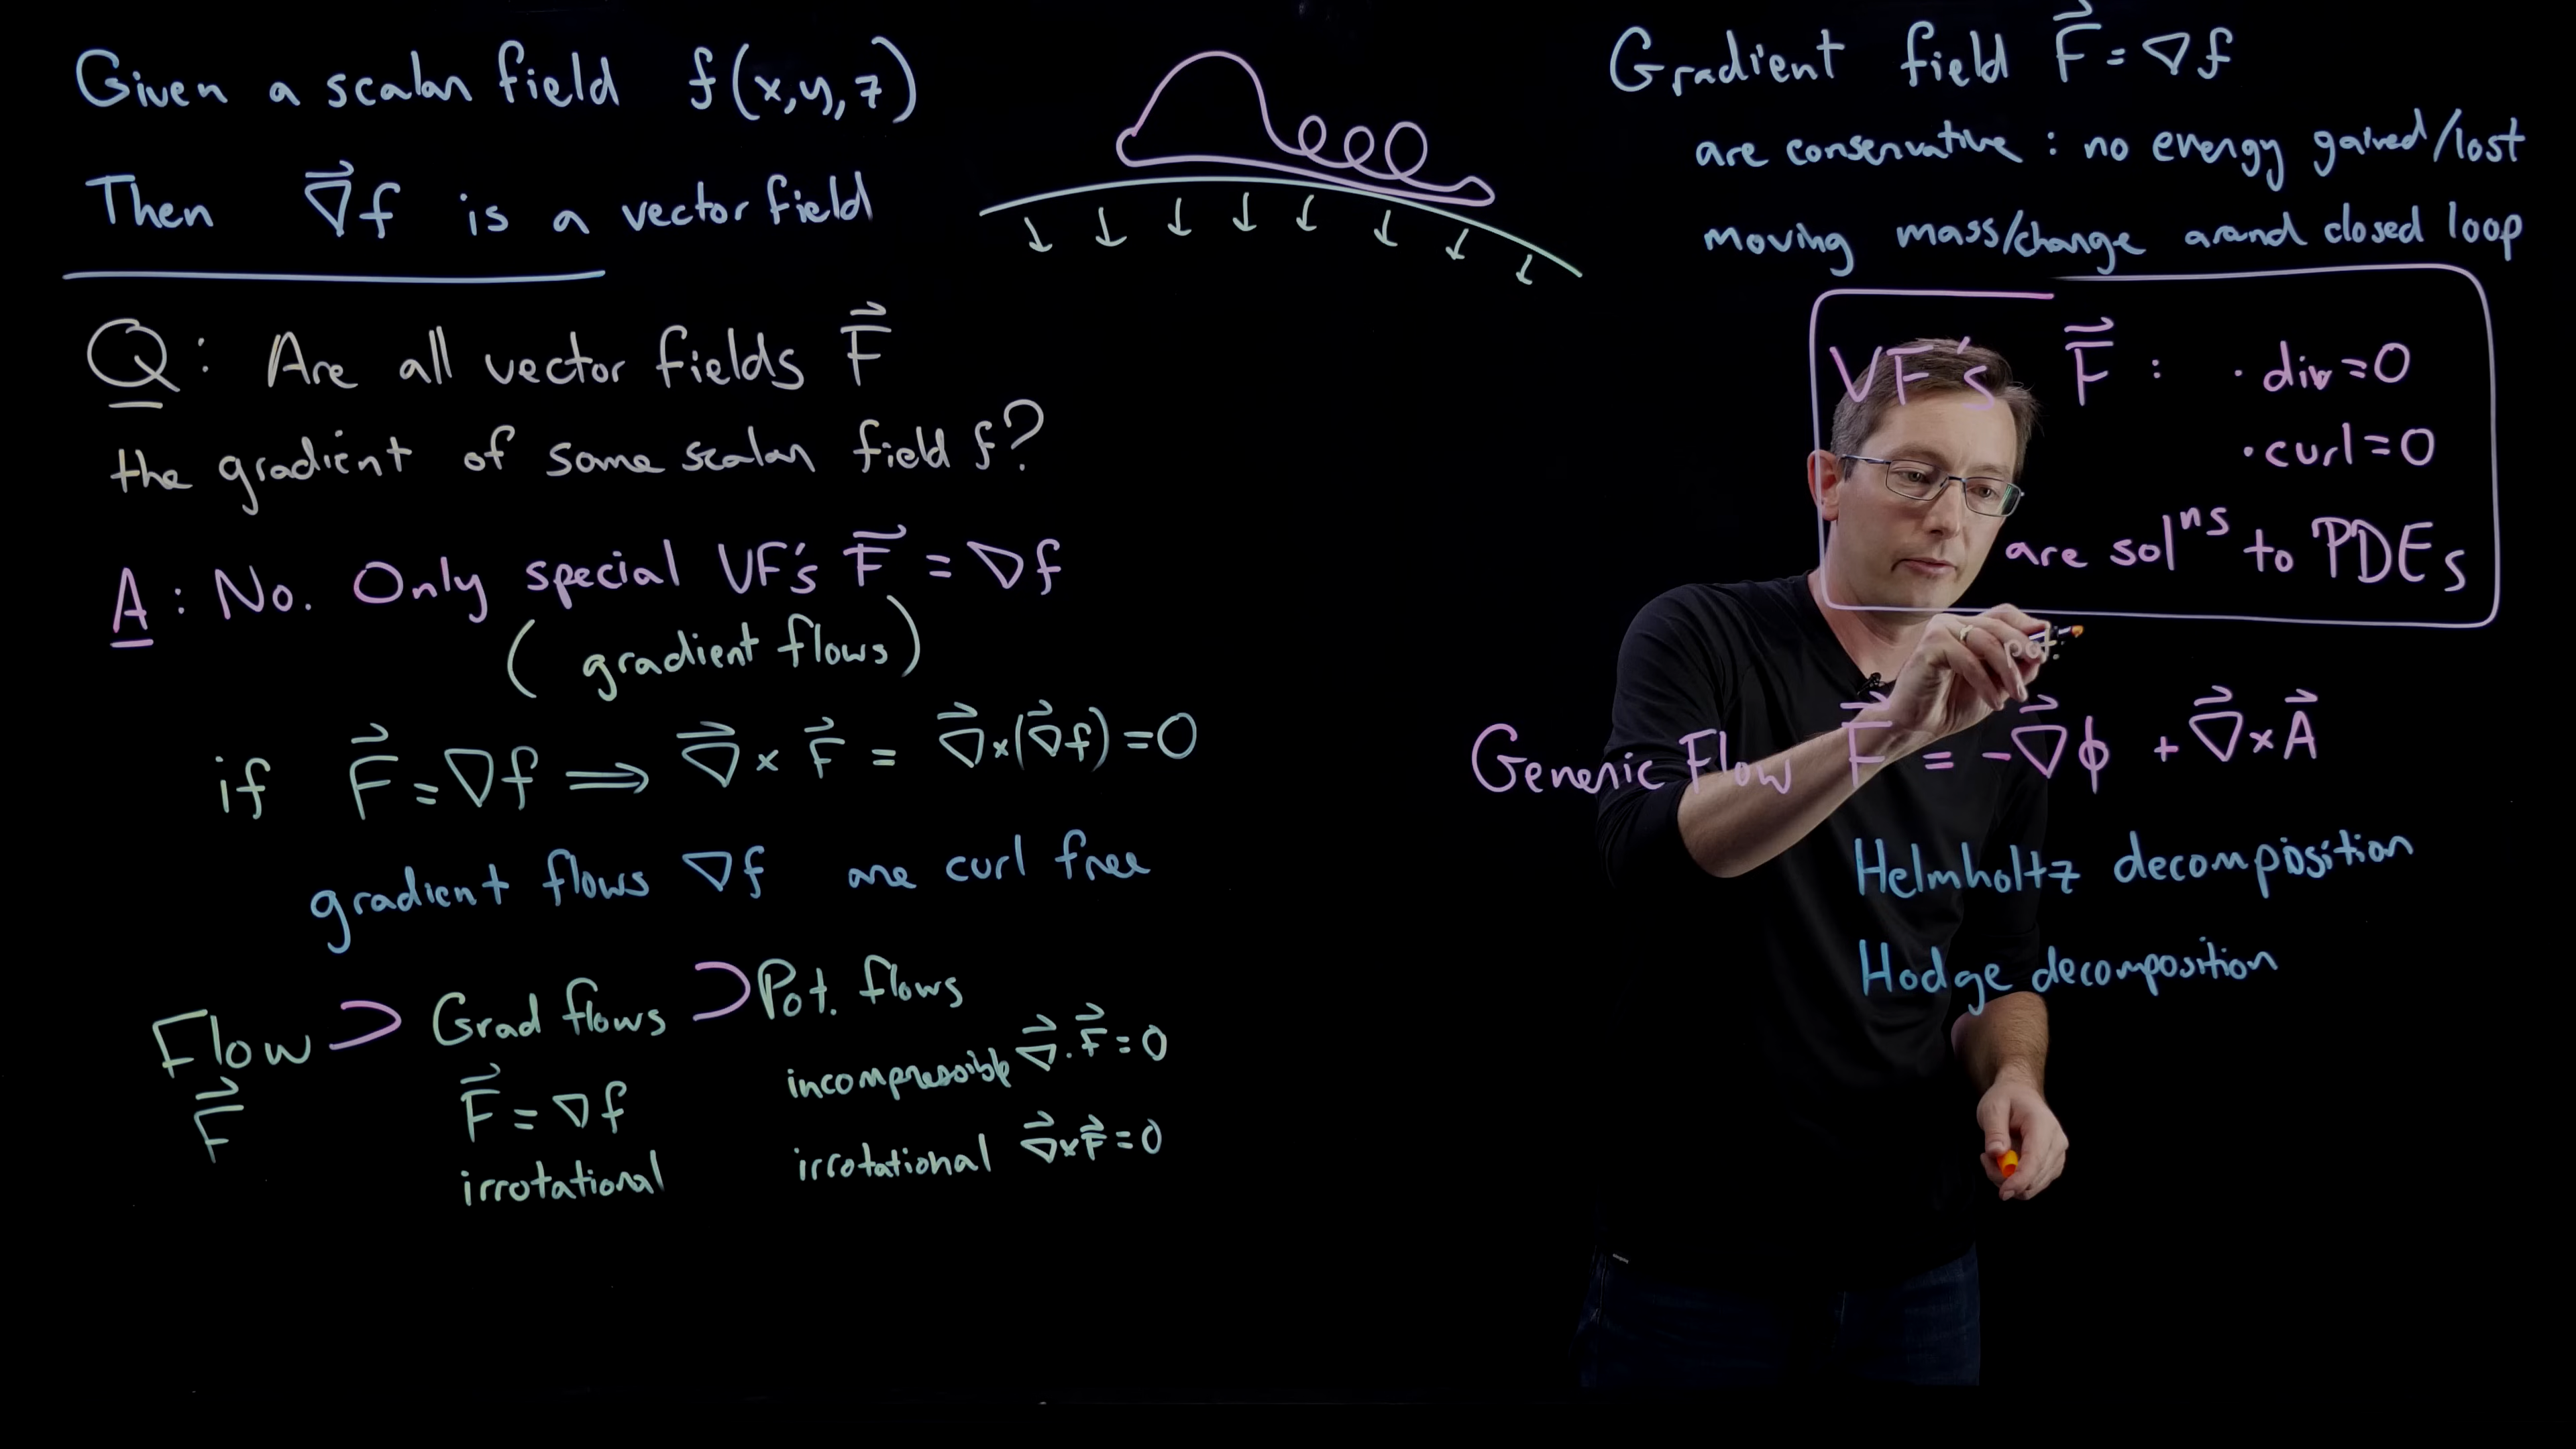 Given a scalar field f(x,y,z)
Then ∇⃗f is a vector field
Q: Are all vector fields F⃗
the gradient of some scalar field f?
A: No. Only special VF's F⃗ = ∇f
(gradient flows)
if F⃗ = ∇f ⟹ ∇⃗ × F⃗ = ∇⃗×(∇⃗f) = 0
gradient flows ∇f are curl free
Flow ⊃ Grad flows ⊃ Pot. flows
F⃗
F⃗ = ∇f
irrotational
incompressible ∇⃗·F⃗ = 0
irrotational ∇⃗×F⃗ = 0
Gradient field F⃗ = ∇f
are conservative : no energy gained/lost
moving mass/change around closed loop
VF's F⃗ : · div=0
· curl=0
are solⁿˢ to PDEs
pot.
Generic Flow F⃗ = -∇⃗ϕ + ∇⃗×A⃗
Helmholtz decomposition
Hodge decomposition